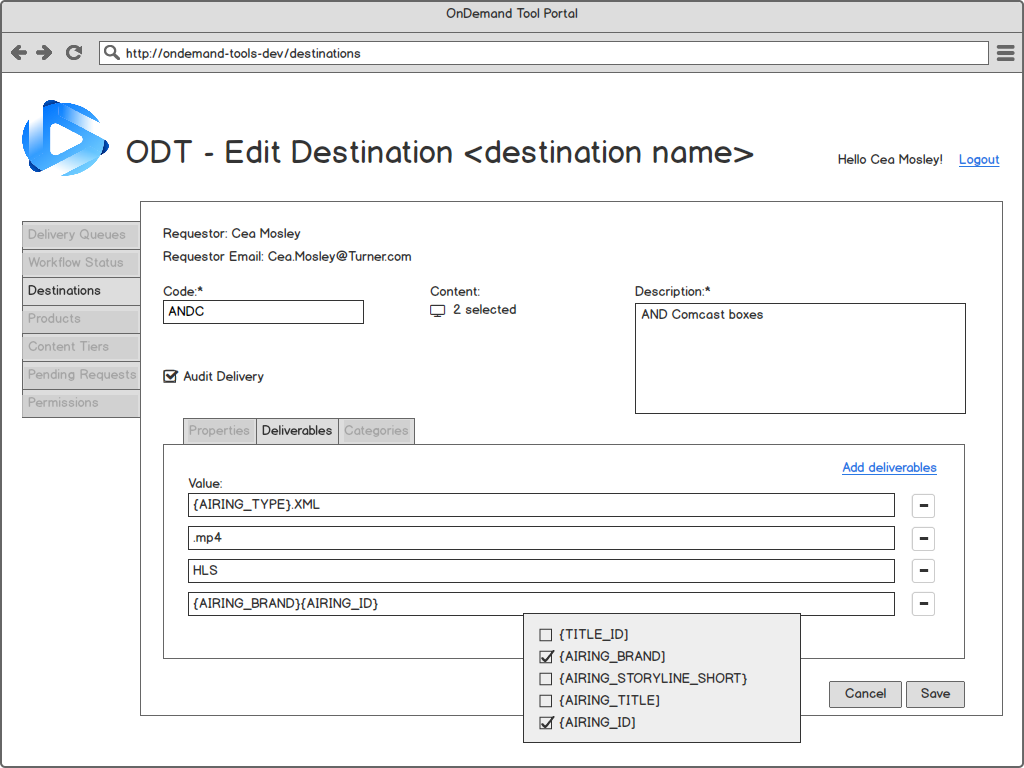 OnDemand Tool Portal
http://ondemand-tools-dev/destinations
ODT - Edit Destination <destination name>
Hello Cea Mosley! Logout
Delivery Queues
Workflow Status
Destinations
Products
Content Tiers
Pending Requests
Permissions
Requestor: Cea Mosley
Requestor Email: Cea.Mosley@Turner.com
Code:*
ANDC
Content:
2 selected
Description:*
AND Comcast boxes
Audit Delivery
Properties Deliverables Categories
Add deliverables
Value:
{AIRING_TYPE}.XML
.mp4
HLS
{AIRING_BRAND}{AIRING_ID}
{TITLE_ID]
{AIRING_BRAND]
{AIRING_STORYLINE_SHORT}
{AIRING_TITLE]
{AIRING_ID]
Cancel Save